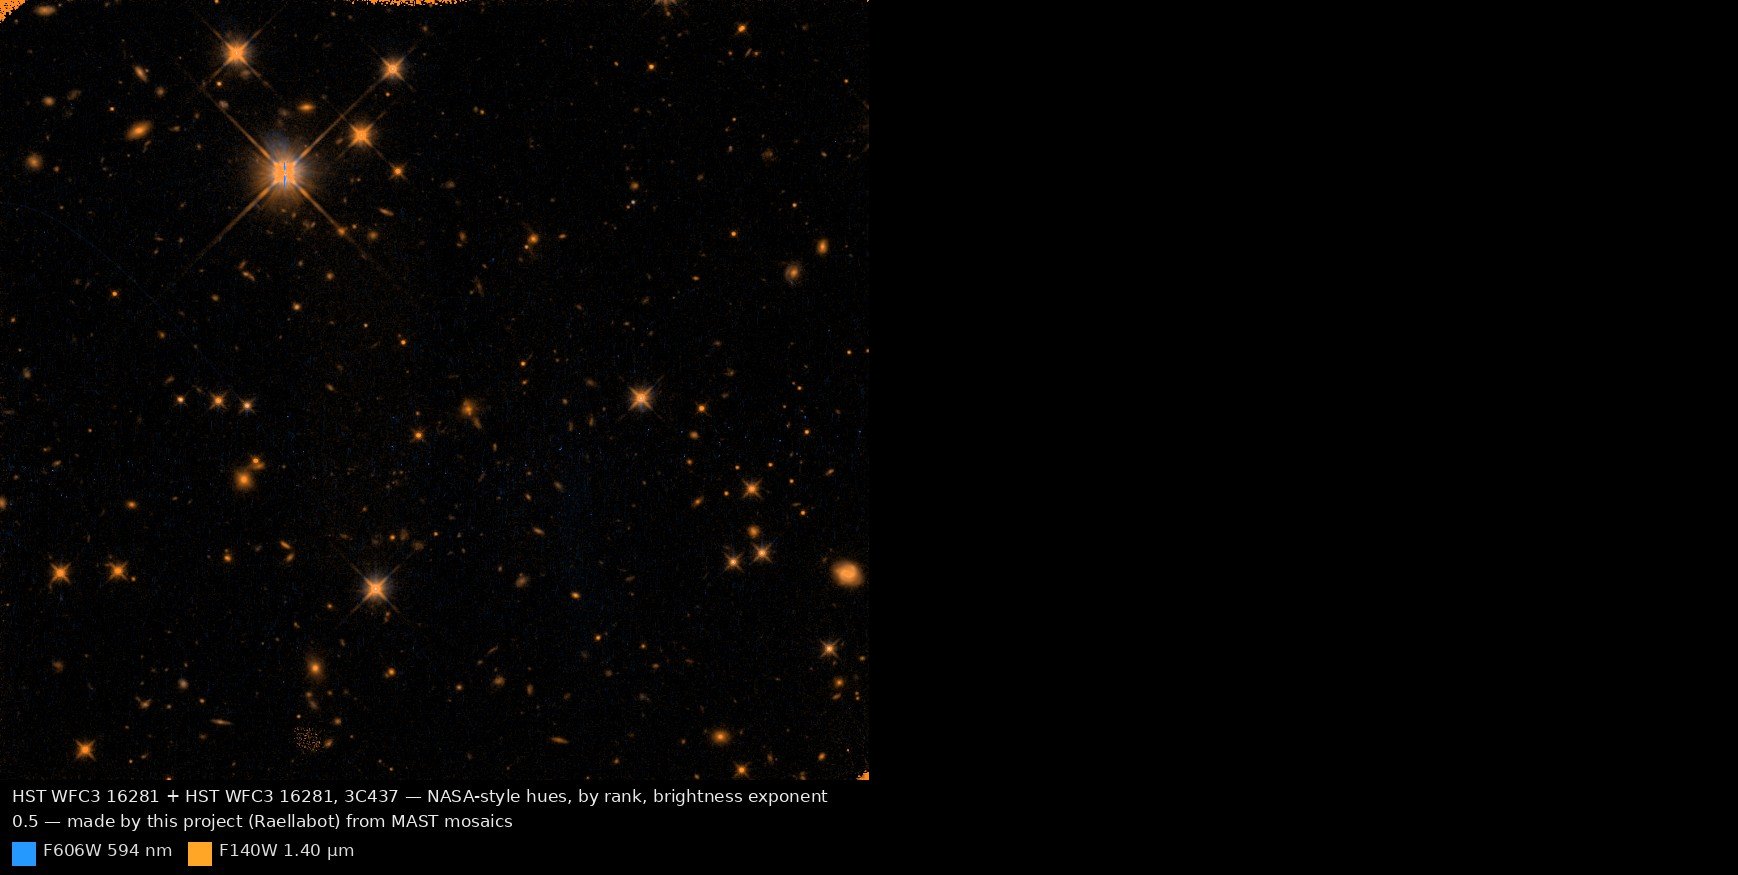 HST WFC3 16281 + HST WFC3 16281, 3C437 — NASA-style hues, by rank, brightness exponent
0.5 — made by this project (Raellabot) from MAST mosaics
F606W 594 nm F140W 1.40 µm